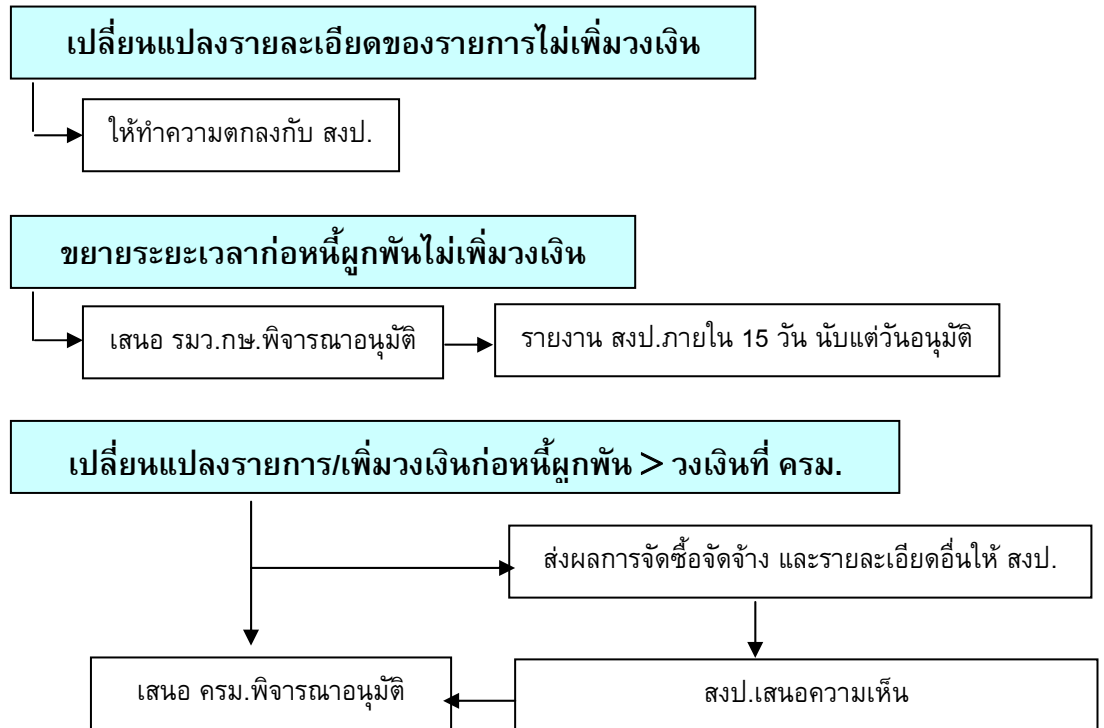 เปลี่ยนแปลงรายละเอียดของรายการไม่เพิ่มวงเงิน
ให้ทำความตกลงกับ สงป.
ขยายระยะเวลาก่อหนี้ผูกพันไม่เพิ่มวงเงิน
เสนอ รมว.กษ.พิจารณาอนุมัติ
รายงาน สงป.ภายใน 15 วัน นับแต่วันอนุมัติ
เปลี่ยนแปลงรายการ/เพิ่มวงเงินก่อหนี้ผูกพัน > วงเงินที่ ครม.
ส่งผลการจัดซื้อจัดจ้าง และรายละเอียดอื่นให้ สงป.
เสนอ ครม.พิจารณาอนุมัติ
สงป.เสนอความเห็น